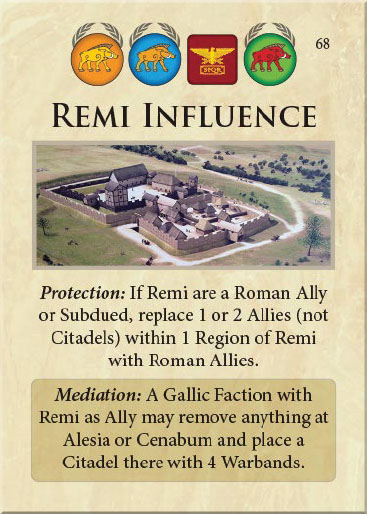 68
SPQR
REMI INFLUENCE
Protection: If Remi are a Roman Ally
or Subdued, replace 1 or 2 Allies (not
Citadels) within 1 Region of Remi
with Roman Allies.
Mediation: A Gallic Faction with
Remi as Ally may remove anything at
Alesia or Cenabum and place a
Citadel there with 4 Warbands.